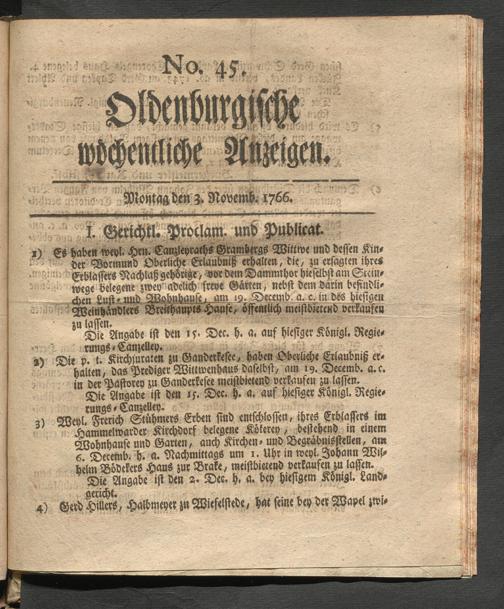 No. 45.
Oldenburgische
wöchentliche Anzeigen.
Montag den 3. Novemb. 1766.
I. Gerichtl. Proclam. und Publicat.
1) Es haben weyl. Hrn. Canzleyraths Grambergs Wittwe und dessen Kin-
der Vormund Oberliche Erlaubniß erhalten, die, zu ersagten ihres
Erblassers Nachlaß gehörige, vor dem Dammthor hieselbst am Stein-
wege belegene zwey adelich freye Gärten, nebst dem darin befindli-
chen Lust- und Wohnhause, am 19. Decemb. a. c. in des hiesigen
Weinhändlers Breithaupts Hause, öffentlich meistbietend verkaufen
zu lassen.
Die Angabe ist den 15. Dec. h. a. auf hiesiger Königl. Regie-
rungs-Canzelley.
2) Die p. t. Kirchjuraten zu Ganderkesee, haben Oberliche Erlaubniß er-
halten, das Prediger Wittwenhaus daselbst, am 19. Decemb. a. c.
in der Pastorey zu Ganderkesee meistbietend verkaufen zu lassen.
Die Angabe ist den 15. Dec. h. a. auf hiesiger Königl. Regie-
rungs-Canzelley.
3) Weyl. Frerich Stühmers Erben sind entschlossen, ihres Erblassers im
Hammelwarder Kirchdorf belegene Köterey, bestehend in einem
Wohnhause und Garten, auch Kirchen- und Begräbnißstellen, am
6. Decemb. h. a. Nachmittags um 1. Uhr in weyl. Johann Wil-
helm Bödekers Haus zur Brake, meistbietend verkaufen zu lassen.
Die Angabe ist den 2. Dec. h. a. bey hiesigem Königl. Land-
gericht.
4) Gerd Hillers, Halbmeyer zu Wiefelstede, hat seine bey der Wapel zwi-